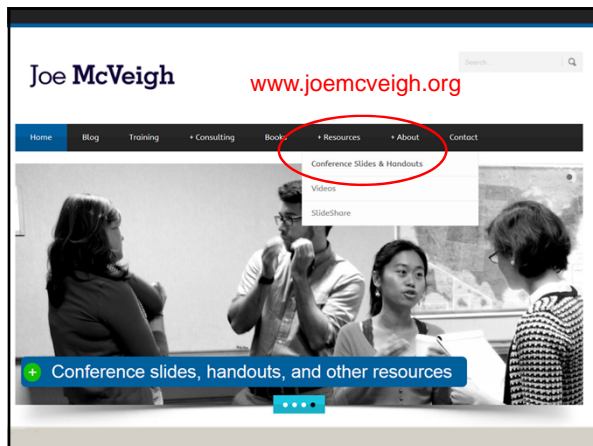 Search...
Joe McVeigh
www.joemcveigh.org
Home Blog Training + Consulting Books + Resources + About Contact
Conference Slides & Handouts
Videos
SlideShare
+ Conference slides, handouts, and other resources